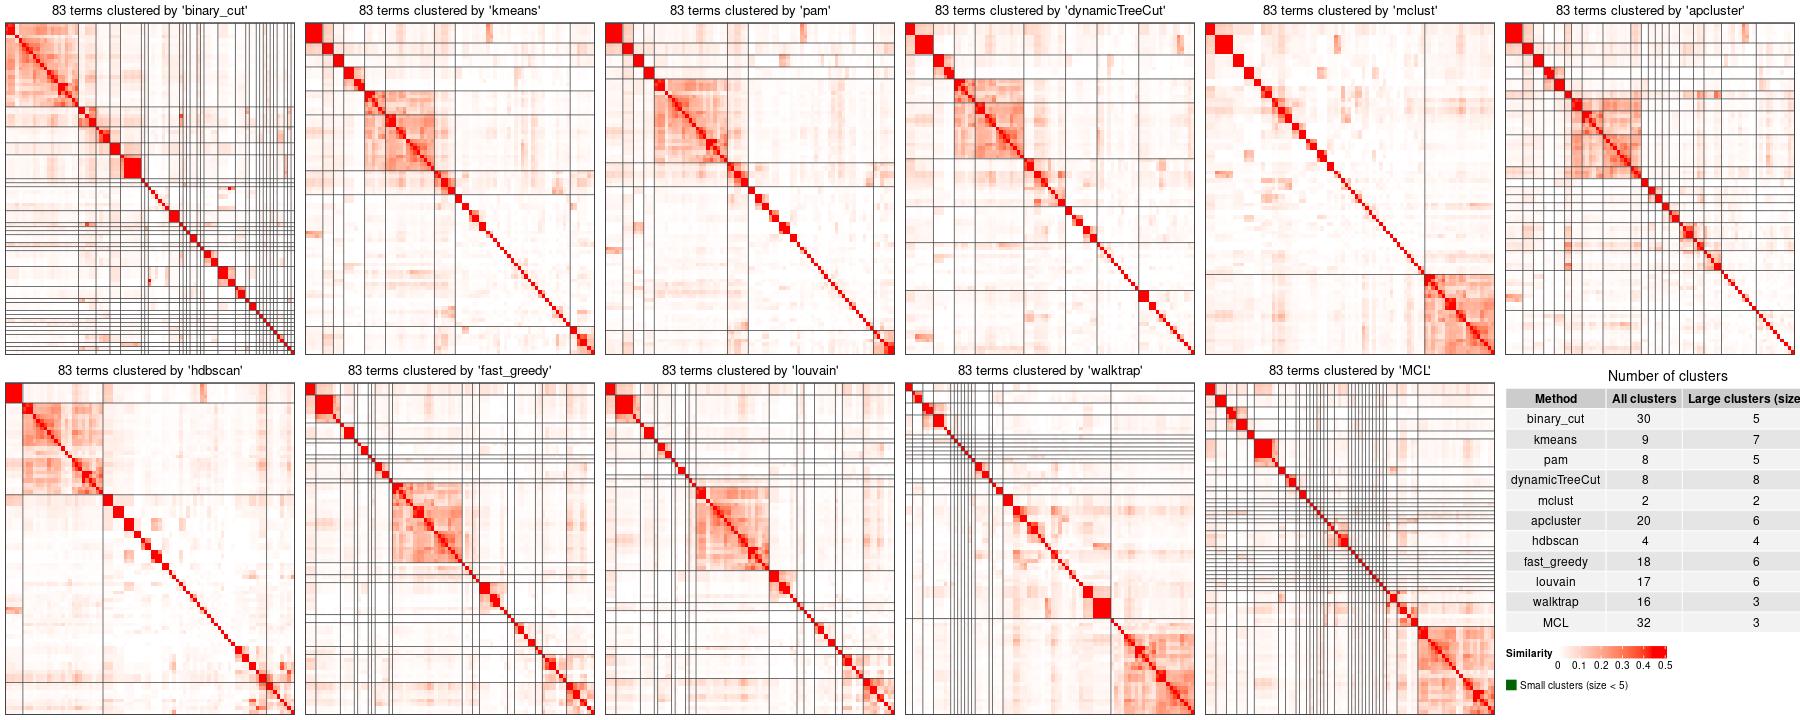 83 terms clustered by 'binary_cut'
83 terms clustered by 'kmeans'
83 terms clustered by 'pam'
83 terms clustered by 'dynamicTreeCut'
83 terms clustered by 'mclust'
83 terms clustered by 'apcluster'
83 terms clustered by 'hdbscan'
83 terms clustered by 'fast_greedy'
83 terms clustered by 'louvain'
83 terms clustered by 'walktrap'
83 terms clustered by 'MCL'
Number of clusters
Method All clusters Large clusters (size
binary_cut 30 5
kmeans 9 7
pam 8 5
dynamicTreeCut 8 8
mclust 2 2
apcluster 20 6
hdbscan 4 4
fast_greedy 18 6
louvain 17 6
walktrap 16 3
MCL 32 3
Similarity
0 0.1 0.2 0.3 0.4 0.5
Small clusters (size < 5)